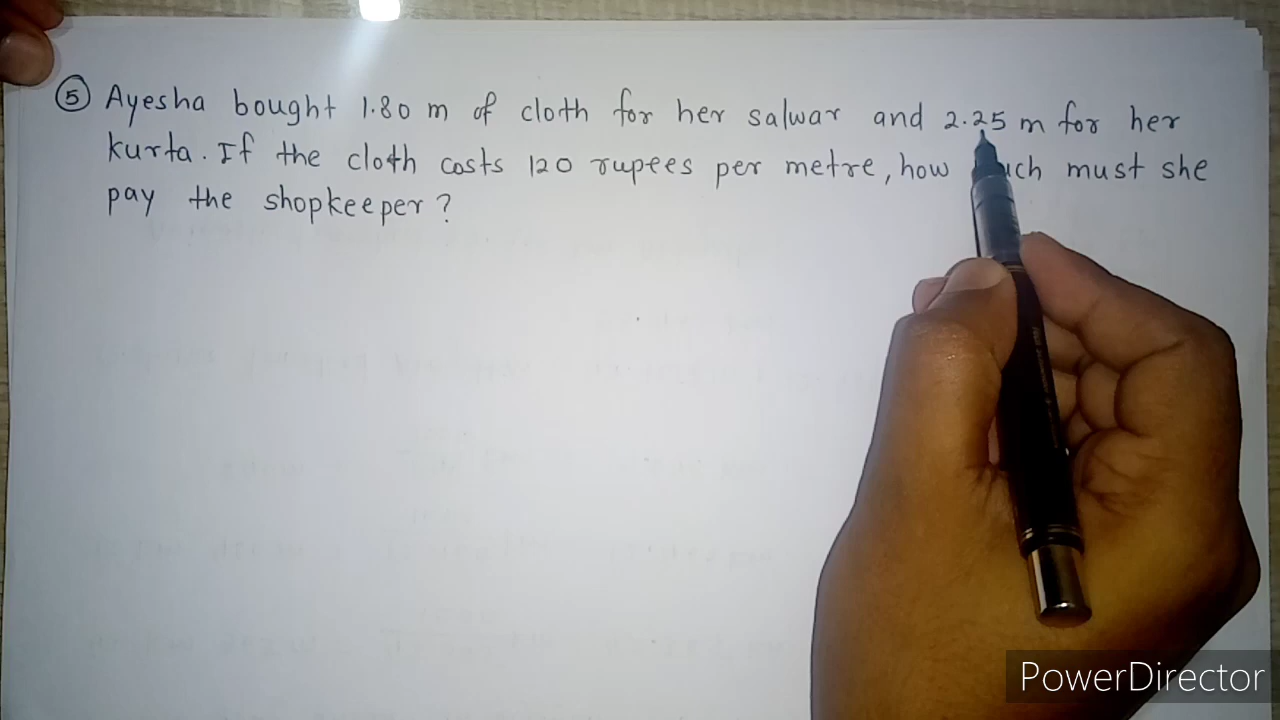 ⑤ Ayesha bought 1.80 m of cloth for her salwar and 2.25 m for her
kurta. If the cloth costs 120 rupees per metre, how must she
pay the shopkeeper?
PowerDirector